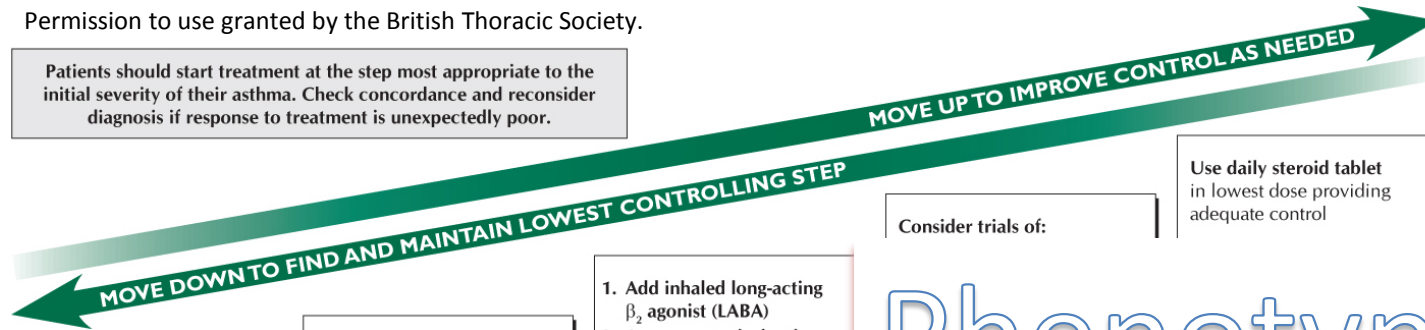 Permission to use granted by the British Thoracic Society.
Patients should start treatment at the step most appropriate to the
initial severity of their asthma. Check concordance and reconsider
diagnosis if response to treatment is unexpectedly poor.
MOVE UP TO IMPROVE CONTROL AS NEEDED
MOVE DOWN TO FIND AND MAINTAIN LOWEST CONTROLLING STEP
Use daily steroid tablet
in lowest dose providing
adequate control
Consider trials of:
1. Add inhaled long-acting
β₂ agonist (LABA)